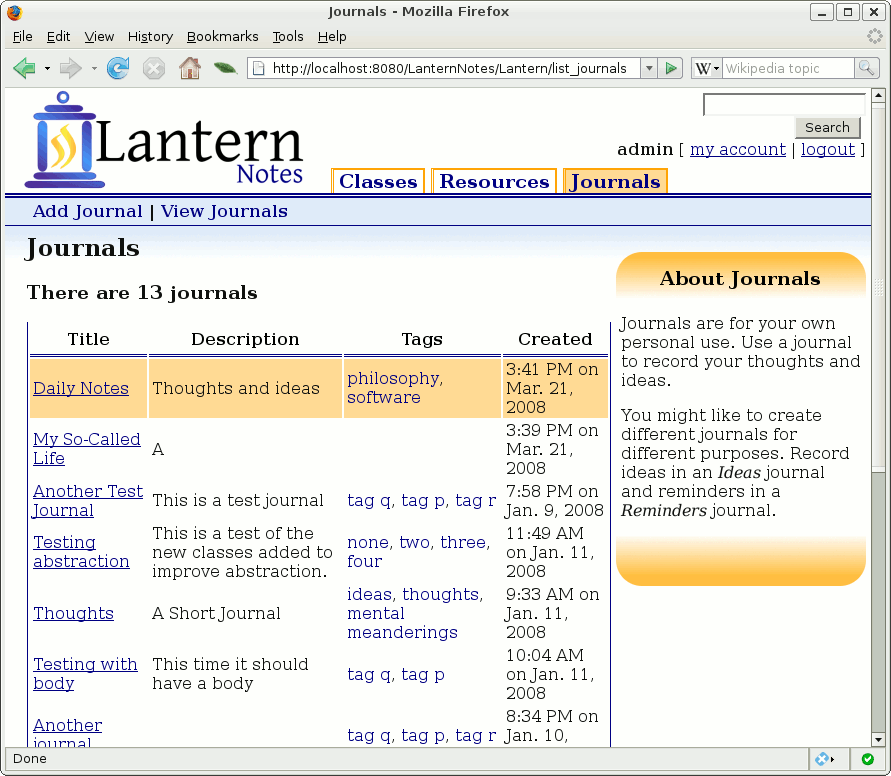 Journals - Mozilla Firefox
File Edit View History Bookmarks Tools Help
http://localhost:8080/LanternNotes/Lantern/list_journals
W Wikipedia topic
Lantern
Notes
Search
admin [ my account | logout ]
Classes Resources Journals
Add Journal | View Journals
Journals
There are 13 journals
Title Description Tags Created
Daily Notes
Thoughts and ideas
philosophy,
software
3:41 PM on
Mar. 21,
2008
My So-Called
Life
A
3:39 PM on
Mar. 21,
2008
Another Test
Journal
This is a test journal
tag q, tag p, tag r
7:58 PM on
Jan. 9, 2008
Testing
abstraction
This is a test of the
new classes added to
improve abstraction.
none, two, three,
four
11:49 AM
on Jan. 11,
2008
Thoughts
A Short Journal
ideas, thoughts,
mental
meanderings
9:33 AM on
Jan. 11,
2008
Testing with
body
This time it should
have a body
tag q, tag p
10:04 AM
on Jan. 11,
2008
Another
journal
tag q, tag p, tag r
8:34 PM on
Jan. 10,
About Journals
Journals are for your own
personal use. Use a journal
to record your thoughts and
ideas.
You might like to create
different journals for
different purposes. Record
ideas in an Ideas journal
and reminders in a
Reminders journal.
Done